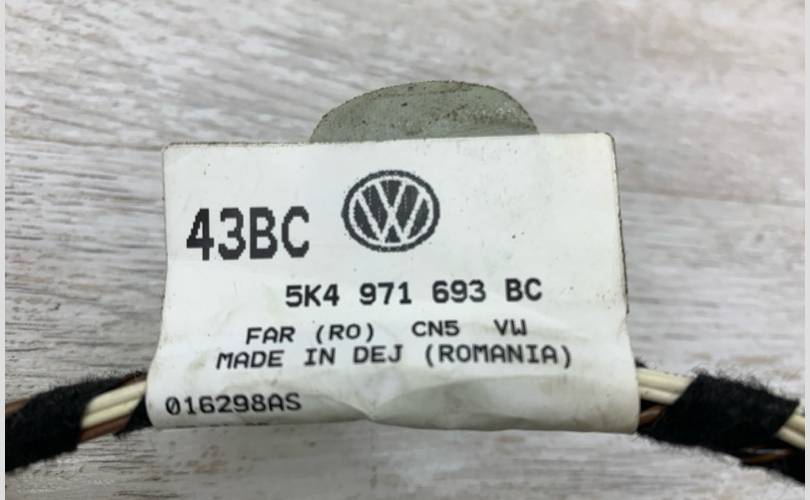 43BC
5K4 971 693 BC
FAR (RO) CN5 VW
MADE IN DEJ (ROMANIA)
016298AS